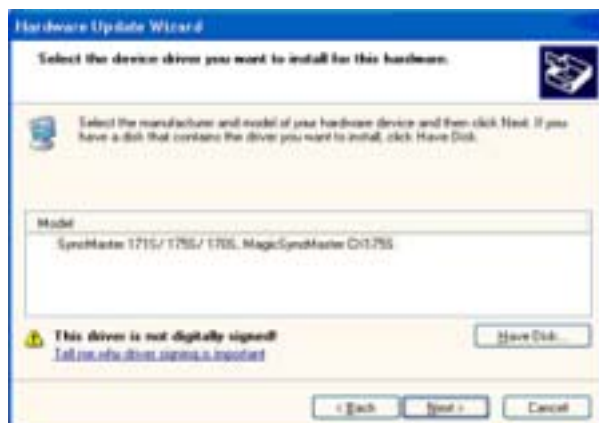 Hardware Update Wizard
Select the device driver you want to install for this hardware.
Select the manufacturer and model of your hardware device and then click Next. If you
have a disk that contains the driver you want to install, click Have Disk.
Model
SyncMaster 171S/ 175S/ 170S, MagicSyncMaster CX175S
This driver is not digitally signed!
Tell me why driver signing is important
Have Disk...
< Back
Next >
Cancel